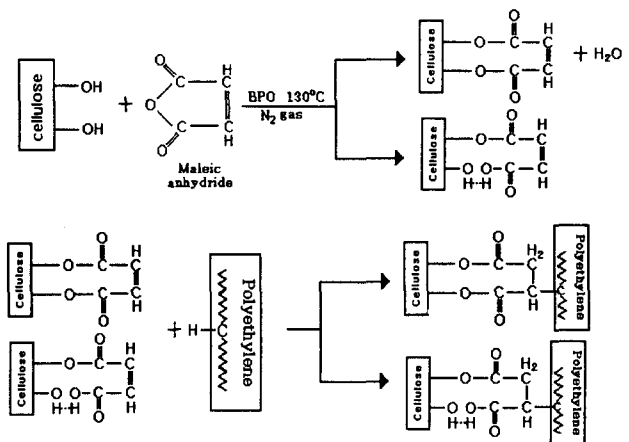 cellulose
OH
OH
+
O
C
O
C
O
H
C
C
H
Maleic
anhydride
BPO 130°C
N₂ gas
Cellulose
O
C
O
H
C
O
C
O
C
H
+ H₂O
Cellulose
O
C
O
H
C
O
H
H
O
C
O
C
H
Cellulose
O
C
O
H
C
O
C
O
C
H
Cellulose
O
C
O
H
C
O
H
H
O
C
O
C
H
+
H
C
Polyethylene
Cellulose
O
C
O
H₂
C
O
C
O
C
H
C
Polyethylene
Cellulose
O
C
O
H₂
C
O
H
H
O
C
O
C
H
C
Polyethylene